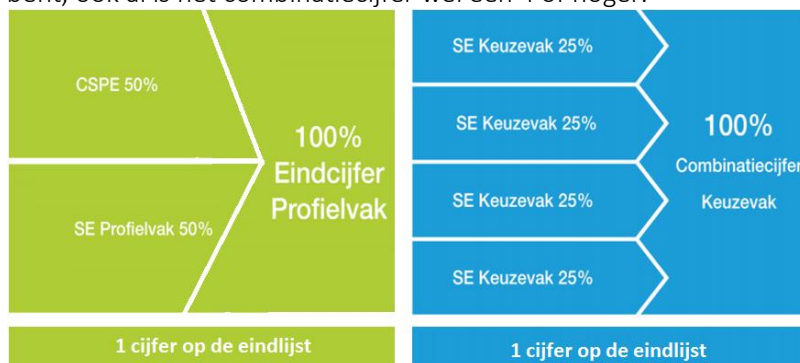 CSPE 50%
SE Profielvak 50%
100%
Eindcijfer
Profielvak
1 cijfer op de eindlijst
SE Keuzevak 25%
SE Keuzevak 25%
SE Keuzevak 25%
SE Keuzevak 25%
100%
Combinatiecijfer
Keuzevak
1 cijfer op de eindlijst